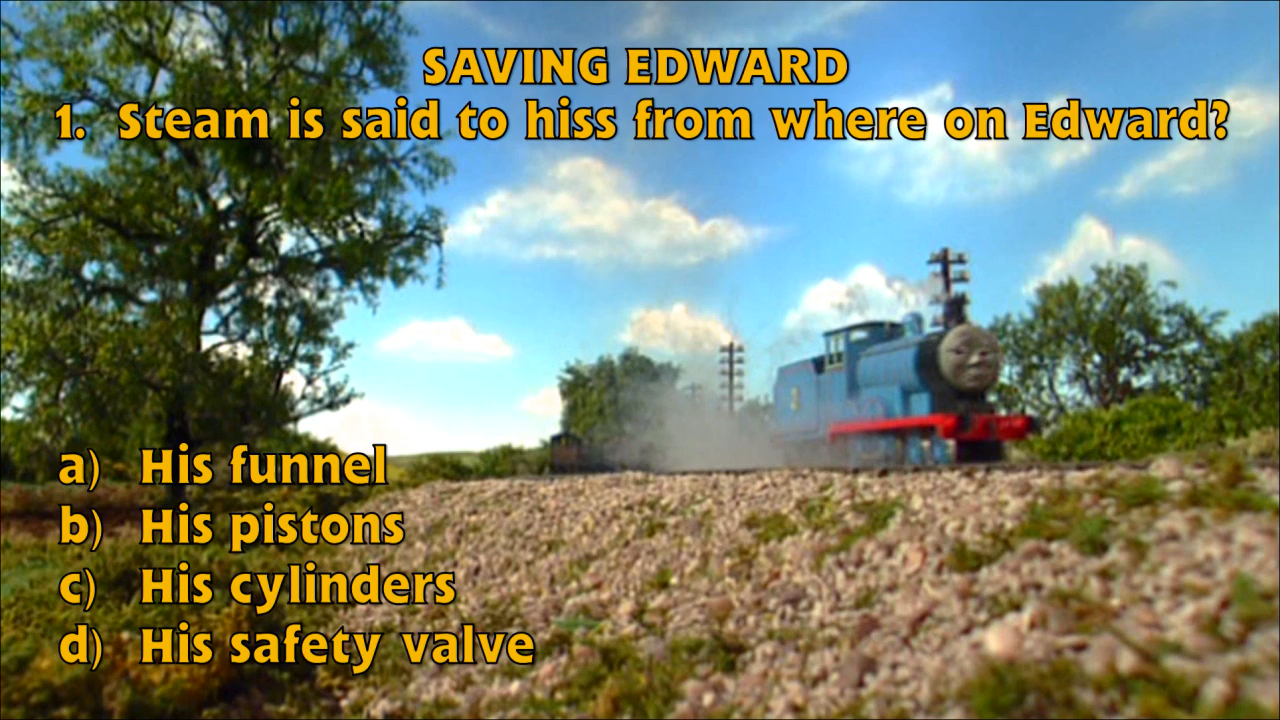 SAVING EDWARD
1. Steam is said to hiss from where on Edward?
a) His funnel
b) His pistons
c) His cylinders
d) His safety valve